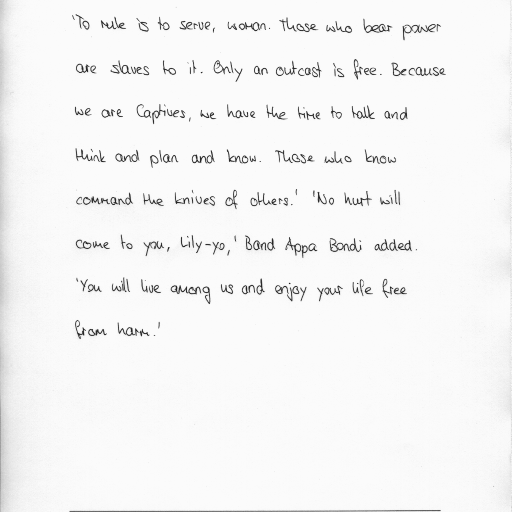 'To rule is to serve, woman. Those who bear power
are slaves to it. Only an outcast is free. Because
we are Captives, we have the time to talk and
think and plan and know. Those who know
command the knives of others.' 'No hurt will
come to you, Lily-yo,' Band Appa Bondi added.
'You will live among us and enjoy your life free
from harm.'